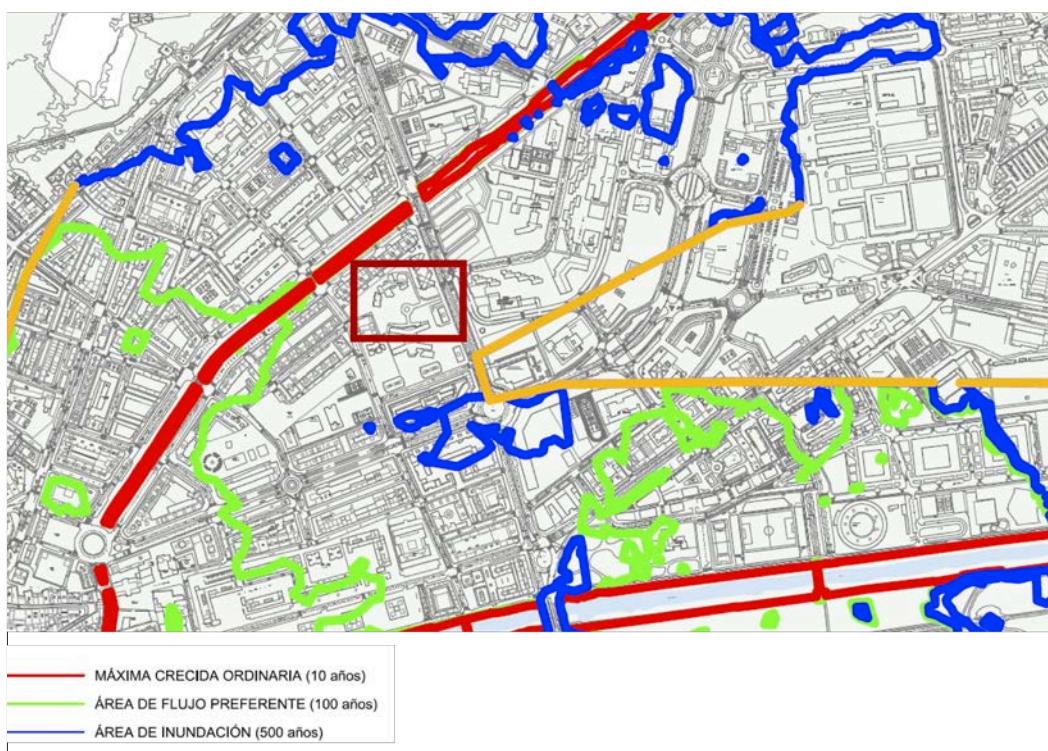 MÁXIMA CRECIDA ORDINARIA (10 años)
ÁREA DE FLUJO PREFERENTE (100 años)
ÁREA DE INUNDACIÓN (500 años)